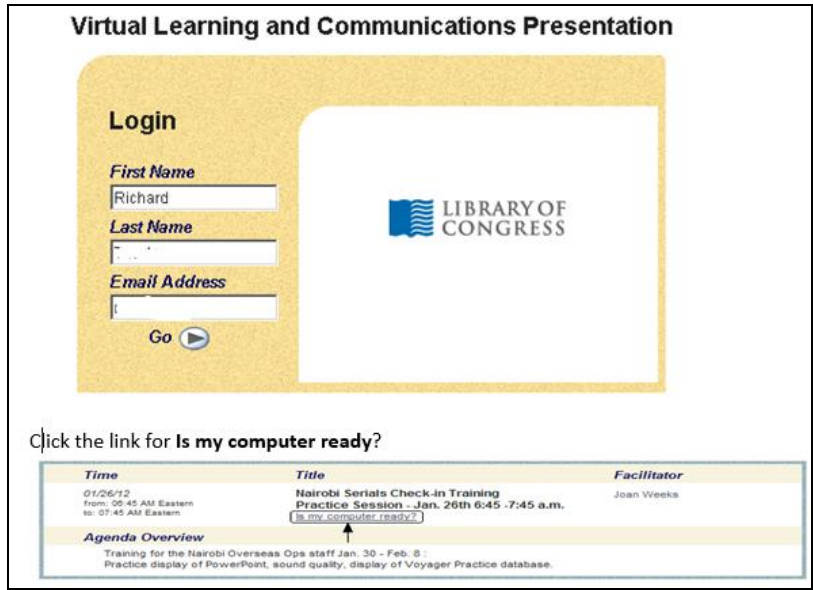 Virtual Learning and Communications Presentation
Login
First Name
Richard
Last Name
Email Address
Go
LIBRARY OF
CONGRESS
Click the link for Is my computer ready?
Time Title Facilitator
01/26/12 Nairobi Serials Check-in Training Joan Weeks
from: 06:45 AM Eastern Practice Session - Jan. 26th 6:45 -7:45 a.m.
to: 07:45 AM Eastern Is my computer ready?
Agenda Overview
Training for the Nairobi Overseas Ops staff Jan. 30 - Feb. 8 :
Practice display of PowerPoint, sound quality, display of Voyager Practice database.